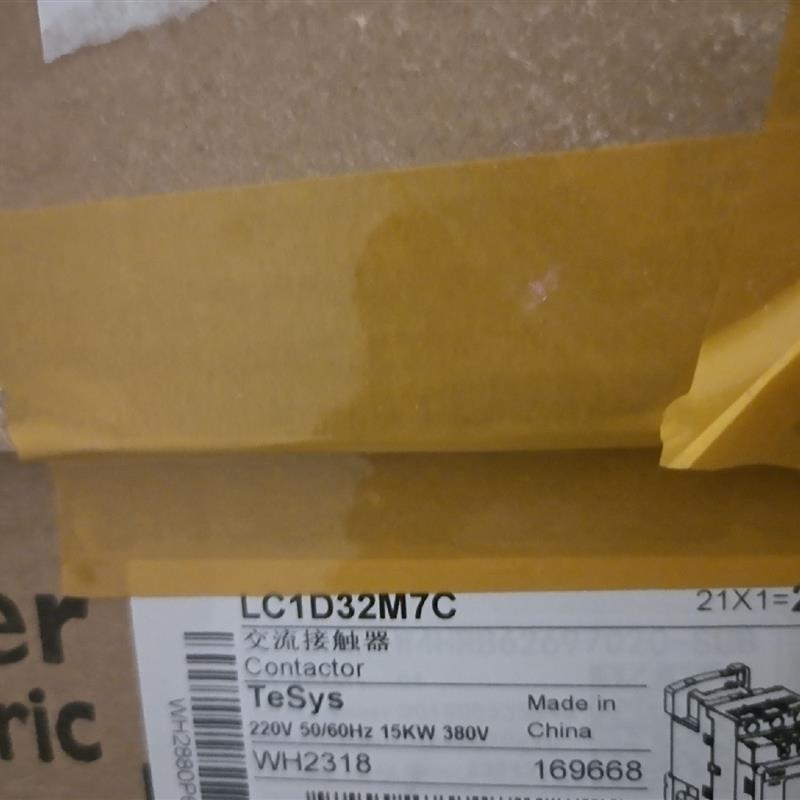 LC1D32M7C
21X1=2
交流接触器
Contactor
TeSys
Made in
China
220V 50/60Hz 15KW 380V
WH2318
169668
er
ric